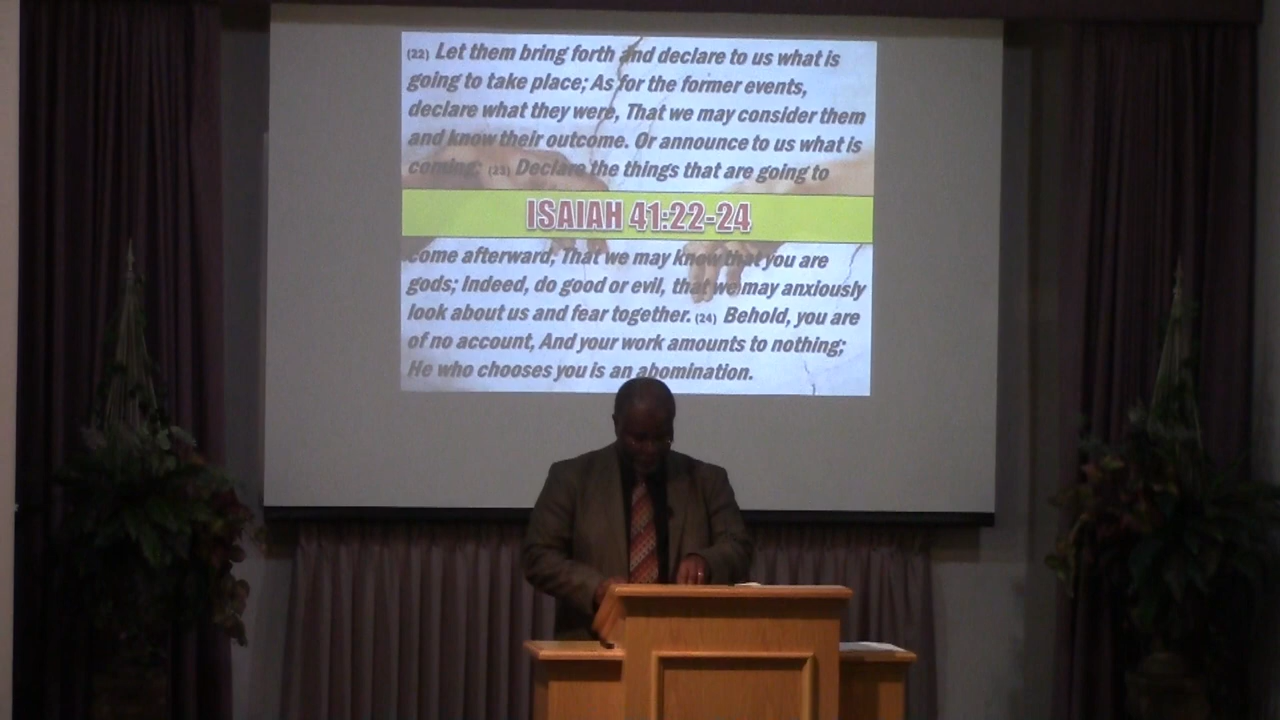 (22) Let them bring forth and declare to us what is
going to take place; As for the former events,
declare what they were, That we may consider them
and know their outcome. Or announce to us what is
coming; (23) Declare the things that are going to
ISAIAH 41:22-24
come afterward, That we may know that you are
gods; Indeed, do good or evil, that we may anxiously
look about us and fear together. (24) Behold, you are
of no account, And your work amounts to nothing;
He who chooses you is an abomination.